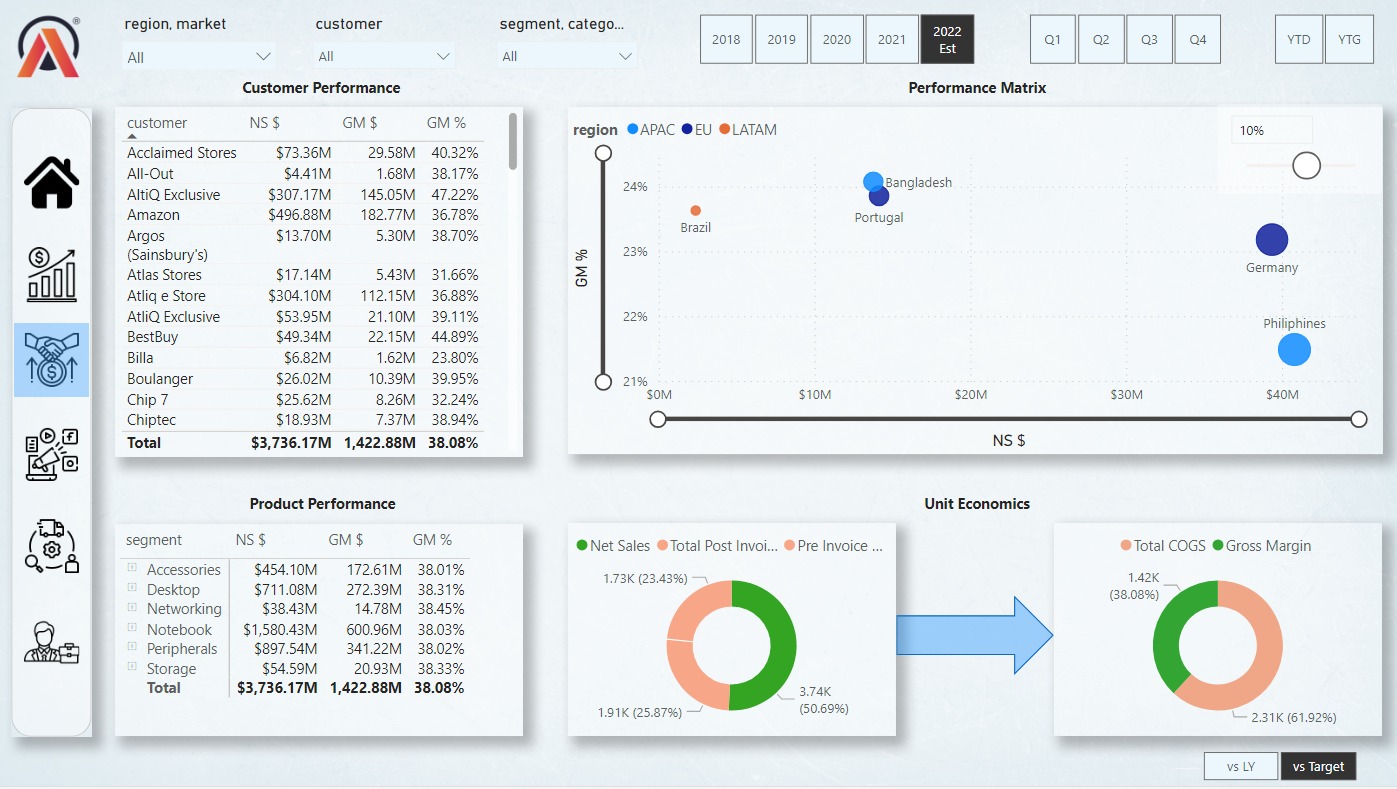 region, market
customer
segment, catego...
All
All
All
2018
2019
2020
2021
2022 Est
Q1
Q2
Q3
Q4
YTD
YTG
Customer Performance
customer NS $ GM $ GM %
Acclaimed Stores $73.36M 29.58M 40.32%
All-Out $4.41M 1.68M 38.17%
AltiQ Exclusive $307.17M 145.05M 47.22%
Amazon $496.88M 182.77M 36.78%
Argos (Sainsbury's) $13.70M 5.30M 38.70%
Atlas Stores $17.14M 5.43M 31.66%
Atliq e Store $304.10M 112.15M 36.88%
AtliQ Exclusive $53.95M 21.10M 39.11%
BestBuy $49.34M 22.15M 44.89%
Billa $6.82M 1.62M 23.80%
Boulanger $26.02M 10.39M 39.95%
Chip 7 $25.62M 8.26M 32.24%
Chiptec $18.93M 7.37M 38.94%
Total $3,736.17M 1,422.88M 38.08%
Performance Matrix
region APAC EU LATAM
10%
GM %
24%
23%
22%
21%
Bangladesh
Portugal
Brazil
Germany
Philiphines
$0M
$10M
$20M
$30M
$40M
NS $
Product Performance
segment NS $ GM $ GM %
Accessories $454.10M 172.61M 38.01%
Desktop $711.08M 272.39M 38.31%
Networking $38.43M 14.78M 38.45%
Notebook $1,580.43M 600.96M 38.03%
Peripherals $897.54M 341.22M 38.02%
Storage $54.59M 20.93M 38.33%
Total $3,736.17M 1,422.88M 38.08%
Unit Economics
Net Sales Total Post Invoi... Pre Invoice ...
1.73K (23.43%)
3.74K (50.69%)
1.91K (25.87%)
Total COGS Gross Margin
1.42K (38.08%)
2.31K (61.92%)
vs LY
vs Target